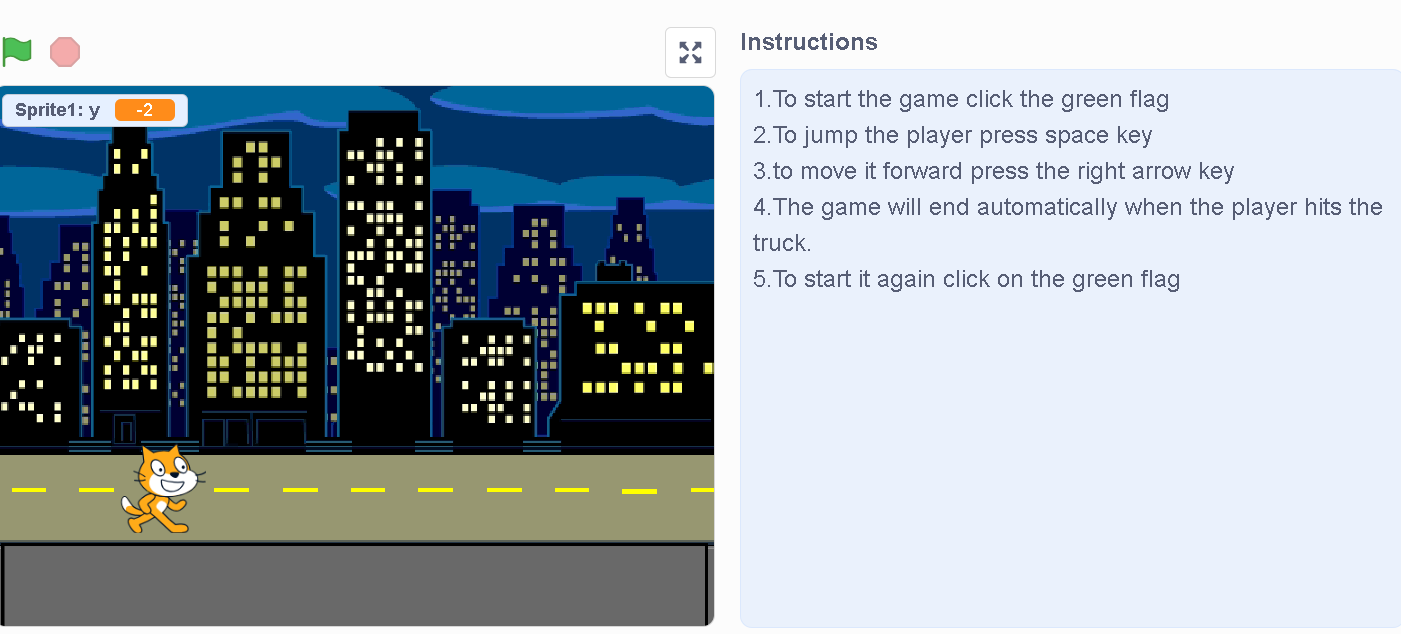 Instructions
Sprite1: y -2
1.To start the game click the green flag
2.To jump the player press space key
3.to move it forward press the right arrow key
4.The game will end automatically when the player hits the
truck.
5.To start it again click on the green flag